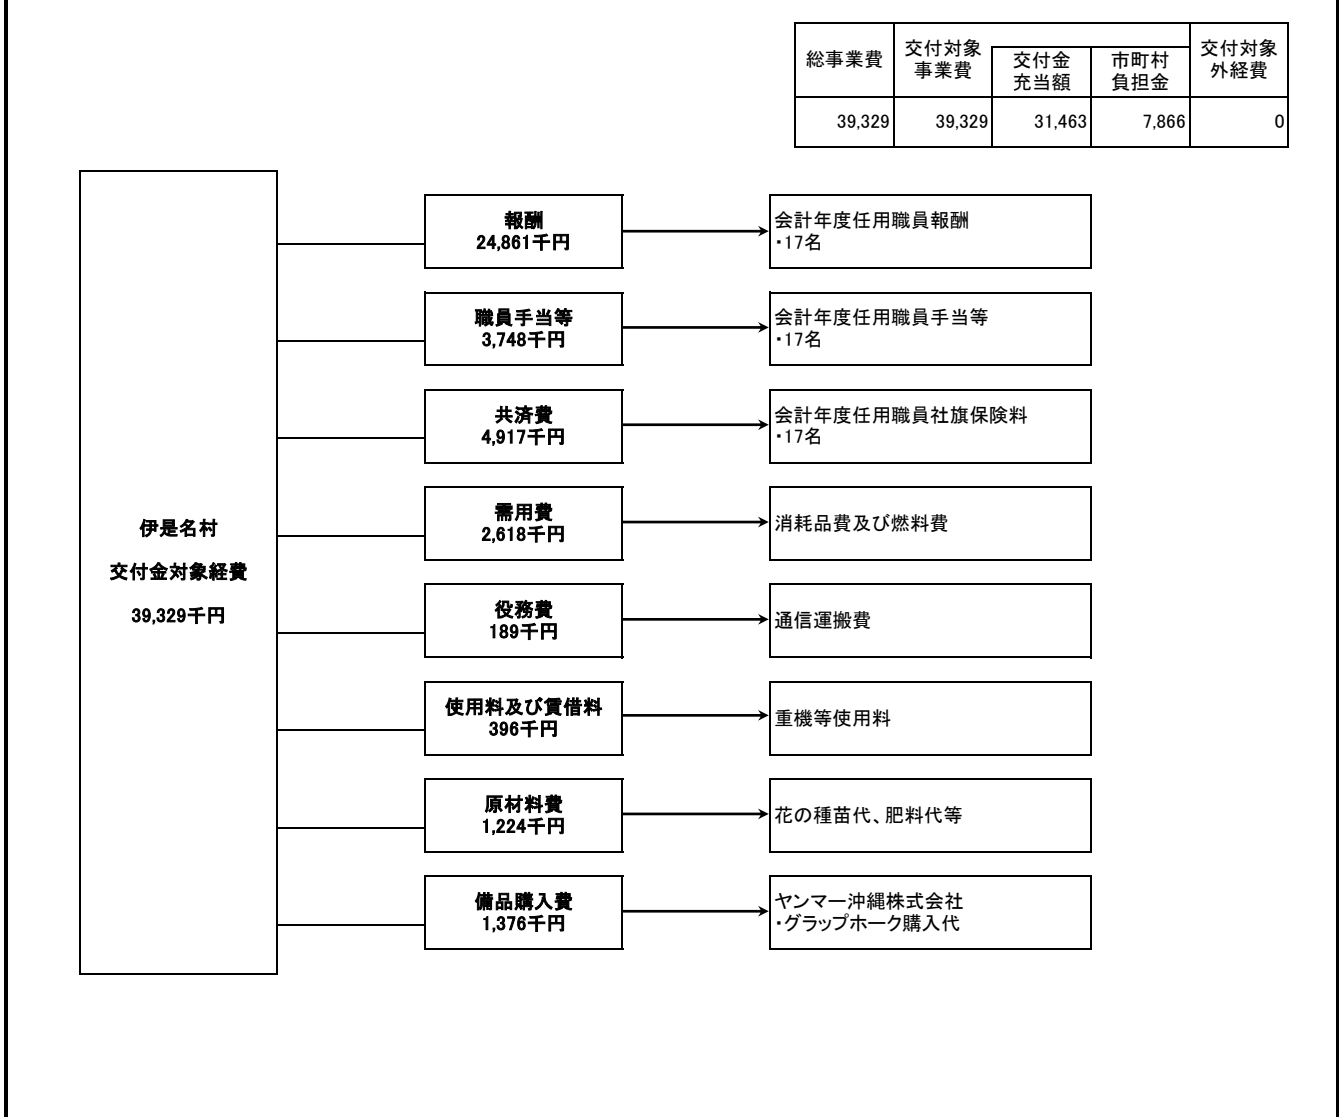 総事業費
交付対象
事業費
交付金
充当額
市町村
負担金
交付対象
外経費
39,329
39,329
31,463
7,866
0
伊是名村
交付金対象経費
39,329千円
報酬
24,861千円
会計年度任用職員報酬
・17名
職員手当等
3,748千円
会計年度任用職員手当等
・17名
共済費
4,917千円
会計年度任用職員社旗保険料
・17名
需用費
2,618千円
消耗品費及び燃料費
役務費
189千円
通信運搬費
使用料及び賃借料
396千円
重機等使用料
原材料費
1,224千円
花の種苗代、肥料代等
備品購入費
1,376千円
ヤンマー沖縄株式会社
・グラップホーク購入代